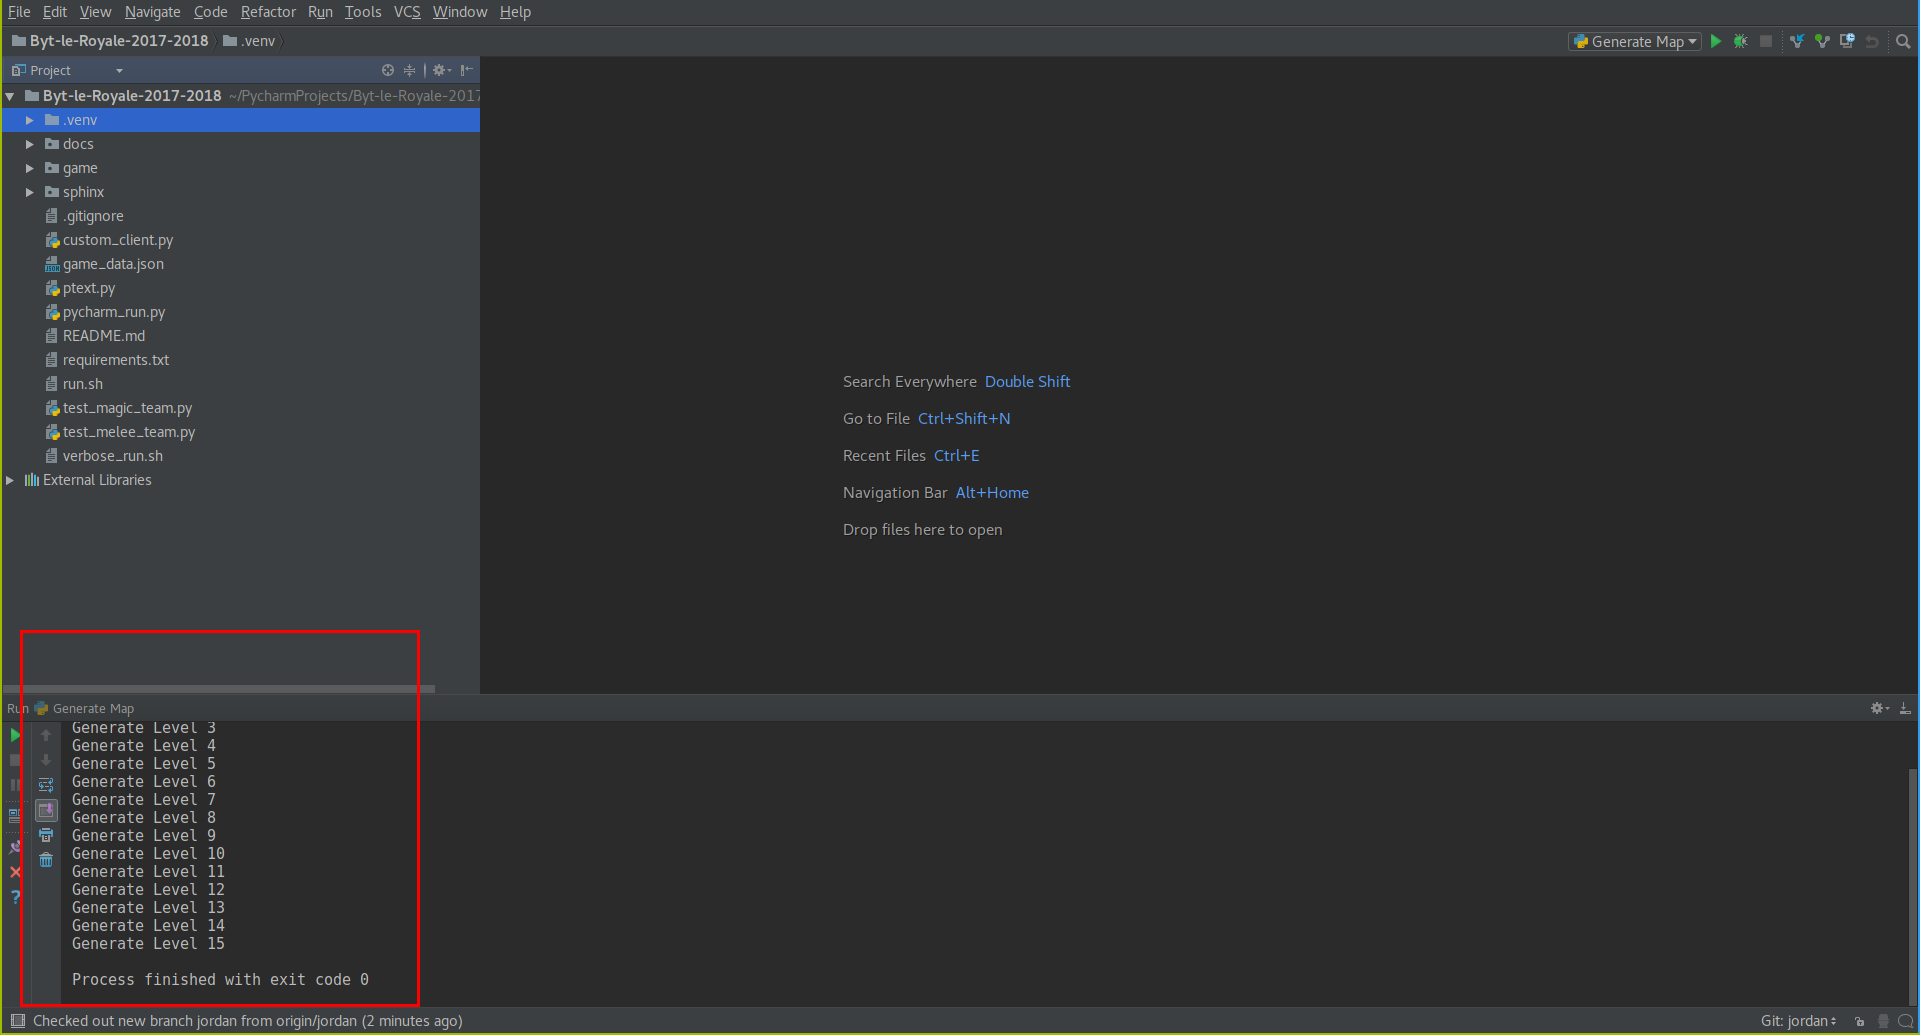 File Edit View Navigate Code Refactor Run Tools VCS Window Help
Byt-le-Royale-2017-2018 .venv
Generate Map
Project
Byt-le-Royale-2017-2018 ~/PycharmProjects/Byt-le-Royale-2017
.venv
docs
game
sphinx
.gitignore
custom_client.py
game_data.json
ptext.py
pycharm_run.py
README.md
requirements.txt
run.sh
test_magic_team.py
test_melee_team.py
verbose_run.sh
External Libraries
Search Everywhere Double Shift
Go to File Ctrl+Shift+N
Recent Files Ctrl+E
Navigation Bar Alt+Home
Drop files here to open
Run Generate Map
Generate Level 3
Generate Level 4
Generate Level 5
Generate Level 6
Generate Level 7
Generate Level 8
Generate Level 9
Generate Level 10
Generate Level 11
Generate Level 12
Generate Level 13
Generate Level 14
Generate Level 15
Process finished with exit code 0
Checked out new branch jordan from origin/jordan (2 minutes ago)
Git: jordan